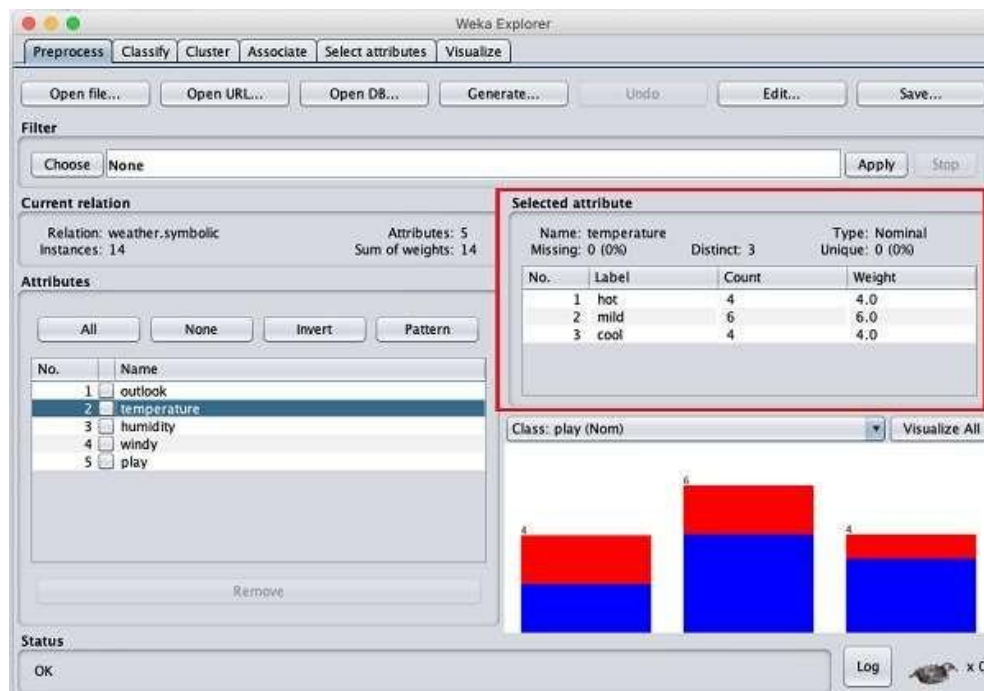 Weka Explorer
Preprocess Classify Cluster Associate Select attributes Visualize
Open file... Open URL... Open DB... Generate... Undo Edit... Save...
Filter
Choose None Apply Stop
Current relation
Relation: weather.symbolic Attributes: 5
Instances: 14 Sum of weights: 14
Selected attribute
Name: temperature Type: Nominal
Missing: 0 (0%) Distinct: 3 Unique: 0 (0%)
No. Label Count Weight
1 hot 4 4.0
2 mild 6 6.0
3 cool 4 4.0
Attributes
All None Invert Pattern
No. Name
1 outlook
2 temperature
3 humidity
4 windy
5 play
Remove
Class: play (Nom) Visualize All
4 6 4
Status
OK
Log x 0